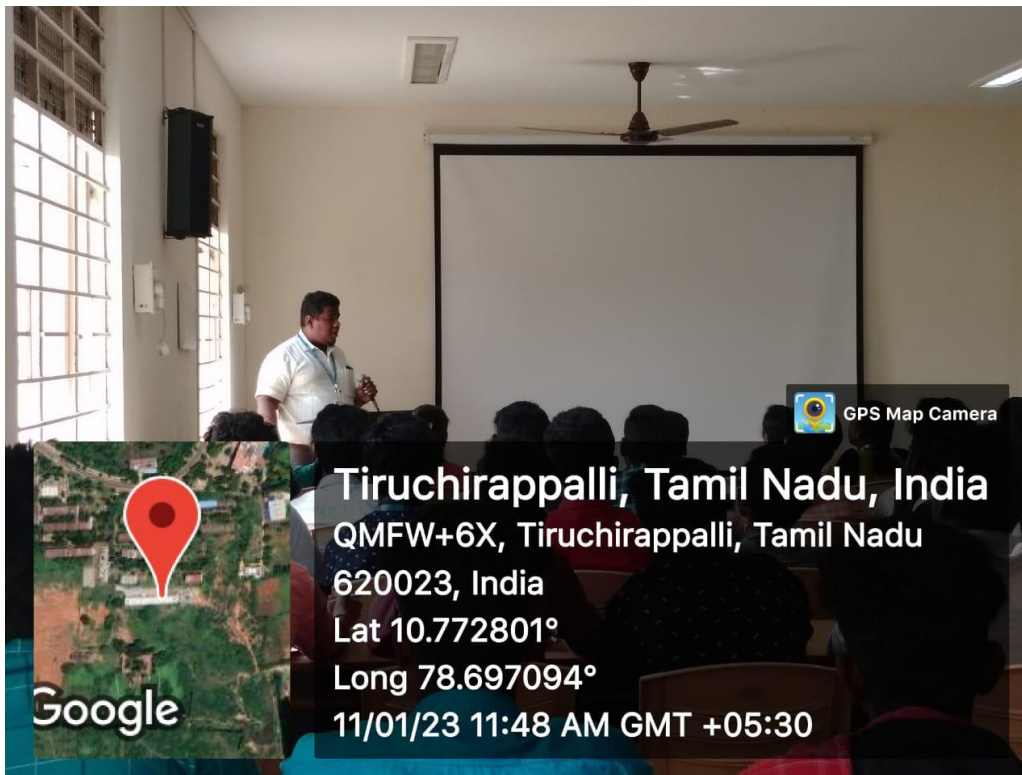 GPS Map Camera
Tiruchirappalli, Tamil Nadu, India
QMFW+6X, Tiruchirappalli, Tamil Nadu
620023, India
Lat 10.772801°
Long 78.697094°
11/01/23 11:48 AM GMT +05:30
Google